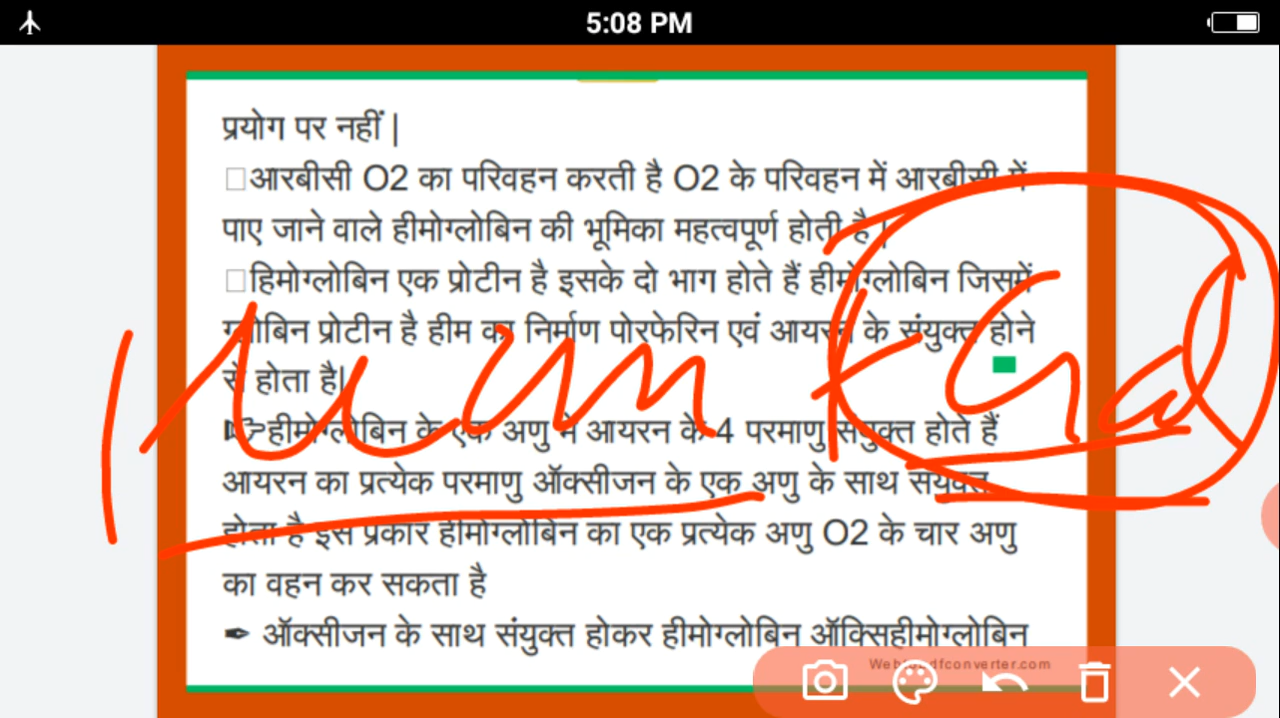 5:08 PM
प्रयोग पर नहीं |
आरबीसी O2 का परिवहन करती है O2 के परिवहन में आरबीसी में
पाए जाने वाले हीमोग्लोबिन की भूमिका महत्वपूर्ण होती है |
हिमोग्लोबिन एक प्रोटीन है इसके दो भाग होते हैं हीमोग्लोबिन जिसमें
ग्लोबिन प्रोटीन है हीम का निर्माण पोरफेरिन एवं आयरन के संयुक्त होने
से होता है|
☞हीमोग्लोबिन के एक अणु में आयरन के 4 परमाणु संयुक्त होते हैं
आयरन का प्रत्येक परमाणु ऑक्सीजन के एक अणु के साथ संयुक्त
होता है इस प्रकार हीमोग्लोबिन का एक प्रत्येक अणु O2 के चार अणु
का वहन कर सकता है
✒ ऑक्सीजन के साथ संयुक्त होकर हीमोग्लोबिन ऑक्सिहीमोग्लोबिन